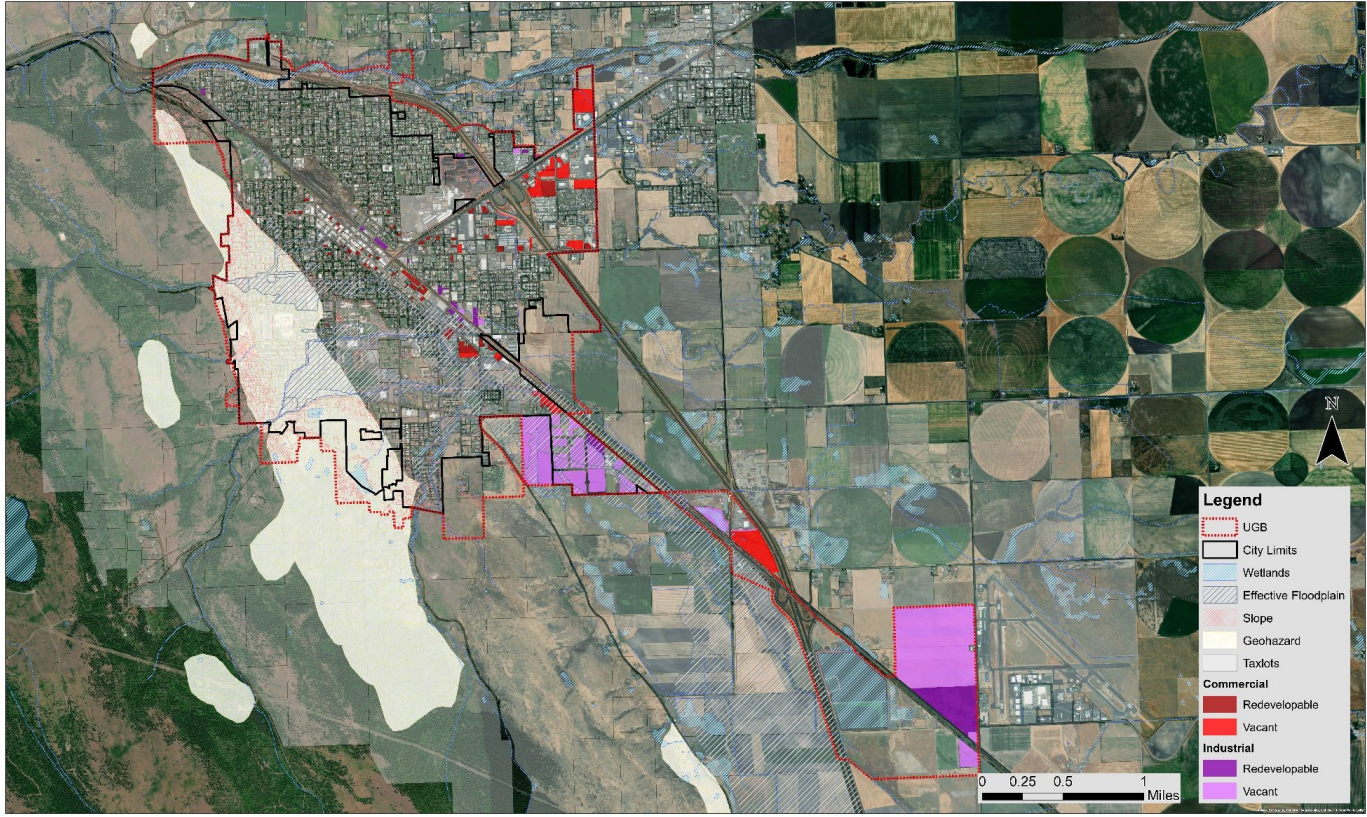 N
Legend
UGB
City Limits
Wetlands
Effective Floodplain
Slope
Geohazard
Taxlots
Commercial
Redevelopable
Vacant
Industrial
Redevelopable
Vacant
0 0.25 0.5 1
Miles